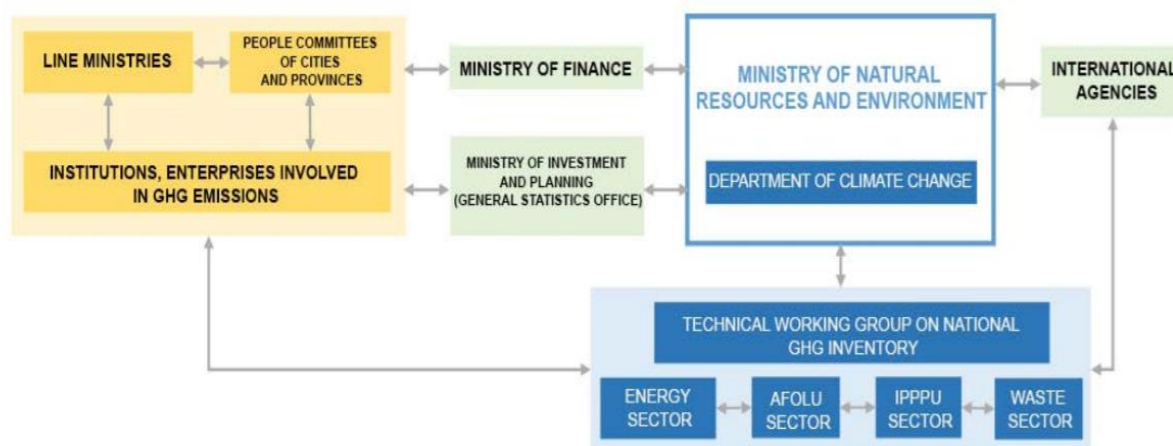 LINE MINISTRIES
PEOPLE COMMITTEES
OF CITIES
AND PROVINCES
INSTITUTIONS, ENTERPRISES INVOLVED
IN GHG EMISSIONS
MINISTRY OF FINANCE
MINISTRY OF INVESTMENT
AND PLANNING
(GENERAL STATISTICS OFFICE)
MINISTRY OF NATURAL
RESOURCES AND ENVIRONMENT
DEPARTMENT OF CLIMATE CHANGE
INTERNATIONAL
AGENCIES
TECHNICAL WORKING GROUP ON NATIONAL
GHG INVENTORY
ENERGY
SECTOR
AFOLU
SECTOR
IPPPU
SECTOR
WASTE
SECTOR